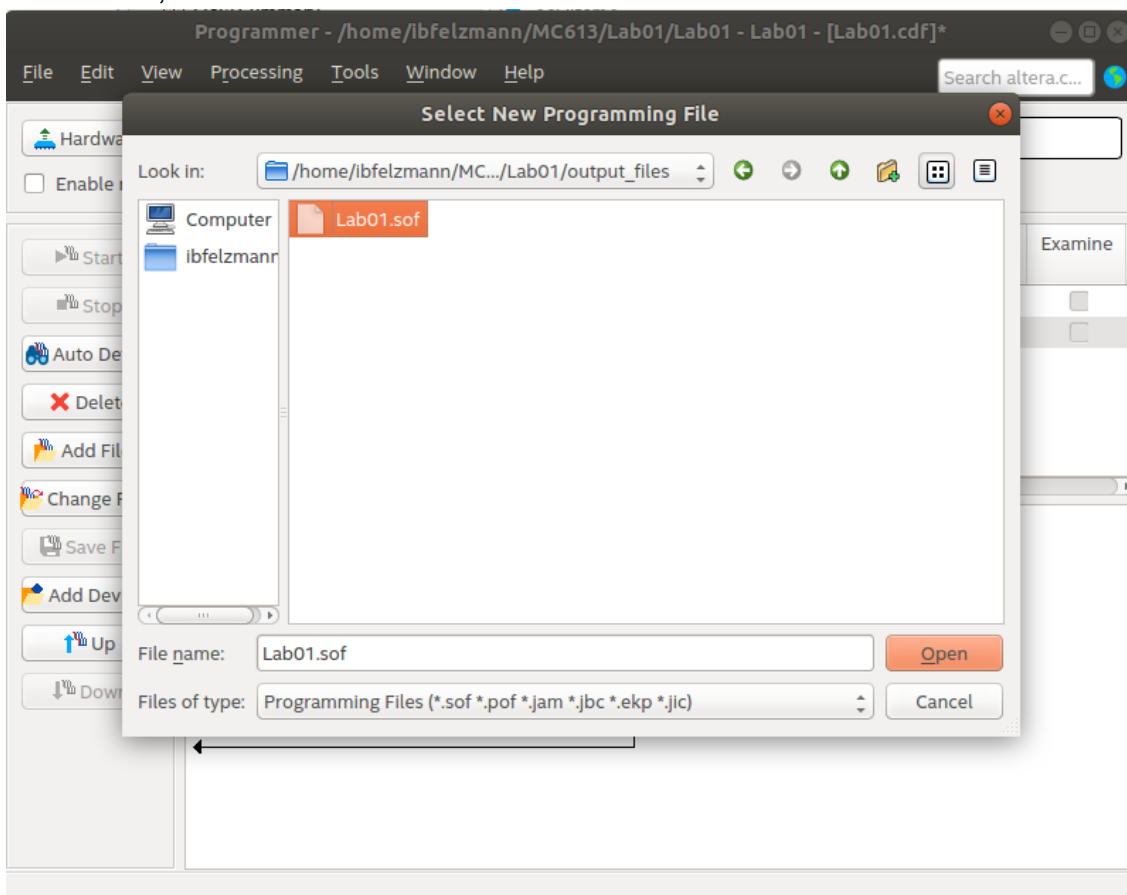 Programmer - /home/ibfelzmann/MC613/Lab01/Lab01 - Lab01 - [Lab01.cdf]*
File Edit View Processing Tools Window Help
Search altera.c...
Select New Programming File
Hardwa
Enable
Look in: /home/ibfelzmann/MC.../Lab01/output_files
Computer
ibfelzmann
Lab01.sof
Start
Stop
Auto De
Delet
Add Fil
Change F
Save F
Add Dev
Up
Down
Examine
File name: Lab01.sof
Open
Files of type: Programming Files (*.sof *.pof *.jam *.jbc *.ekp *.jic)
Cancel